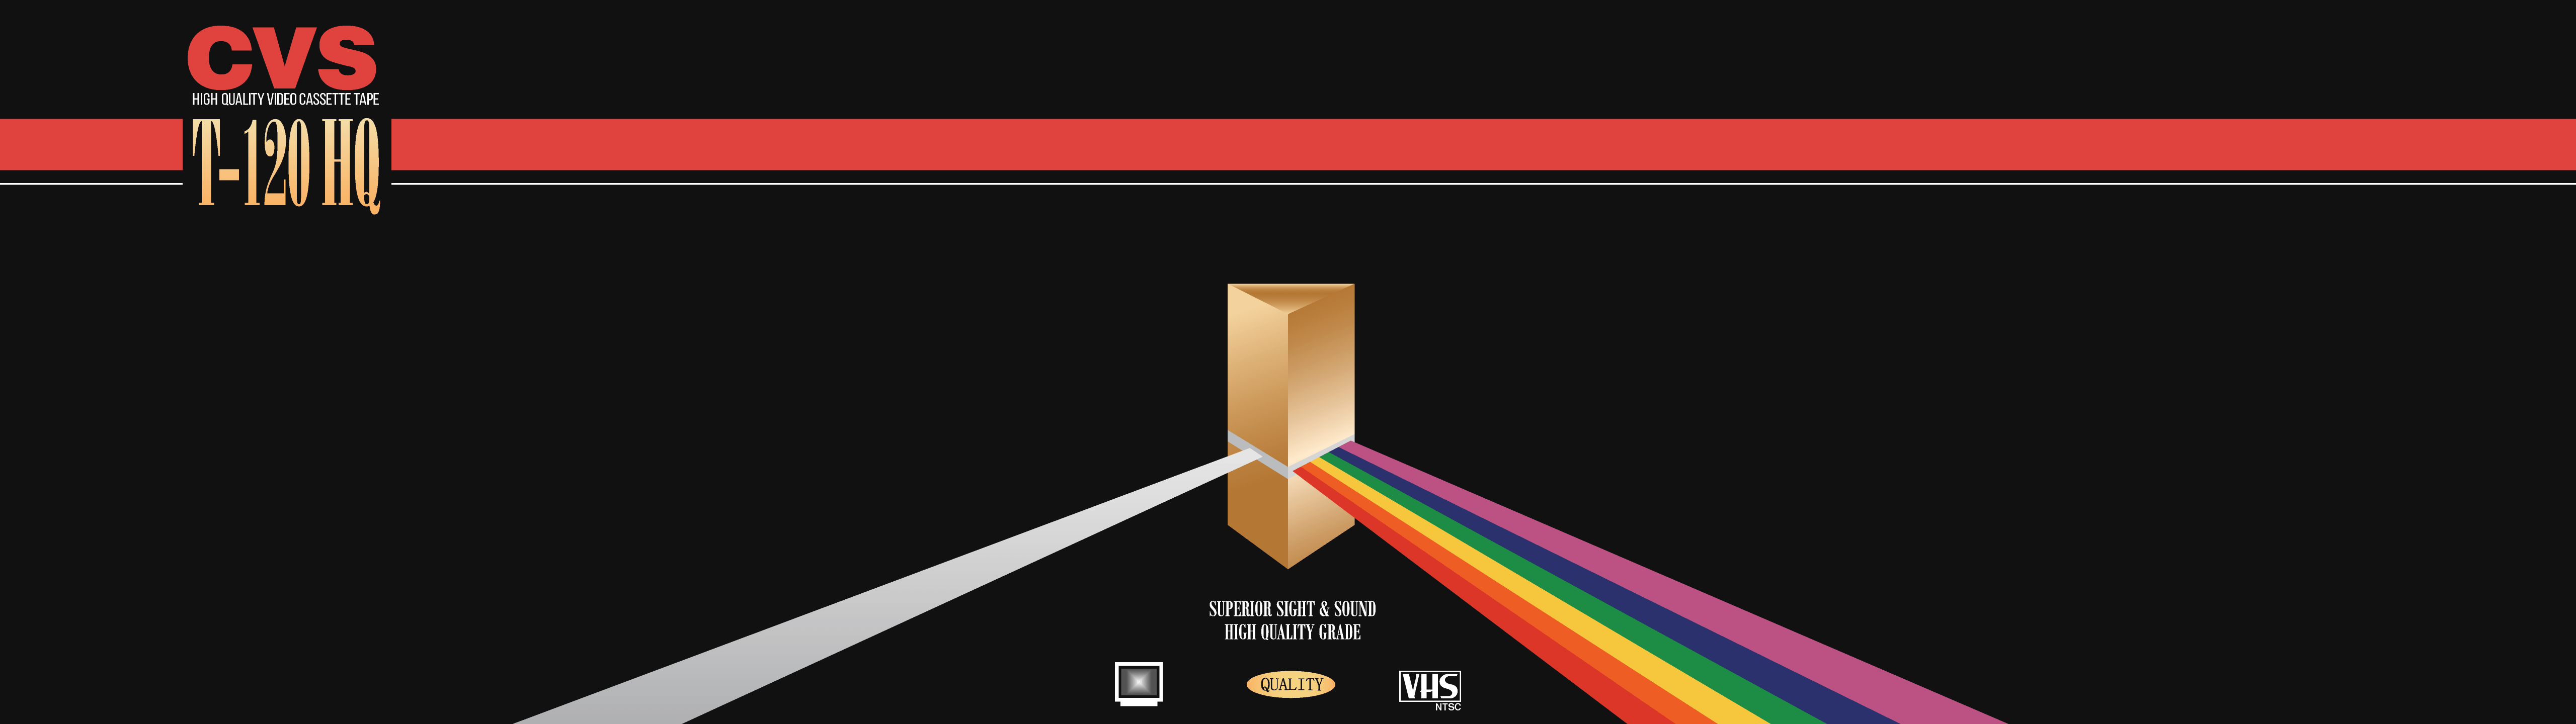 CVS
HIGH QUALITY VIDEO CASSETTE TAPE
T-120 HQ
SUPERIOR SIGHT & SOUND
HIGH QUALITY GRADE
QUALITY
VHS
NTSC